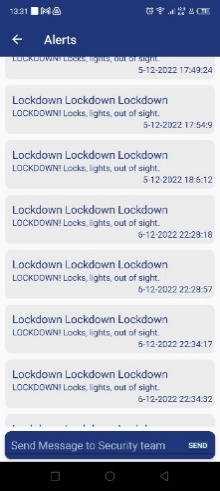 13:31
Alerts
LOCKDOWN! Locks, lights, out of sight.
5-12-2022 17:49:24
Lockdown Lockdown Lockdown
LOCKDOWN! Locks, lights, out of sight.
5-12-2022 17:54:9
Lockdown Lockdown Lockdown
LOCKDOWN! Locks, lights, out of sight.
5-12-2022 18:6:12
Lockdown Lockdown Lockdown
LOCKDOWN! Locks, lights, out of sight.
6-12-2022 22:28:18
Lockdown Lockdown Lockdown
LOCKDOWN! Locks, lights, out of sight.
6-12-2022 22:28:57
Lockdown Lockdown Lockdown
LOCKDOWN! Locks, lights, out of sight.
6-12-2022 22:34:17
Lockdown Lockdown Lockdown
LOCKDOWN! Locks, lights, out of sight.
6-12-2022 22:34:32
Send Message to Security team SEND